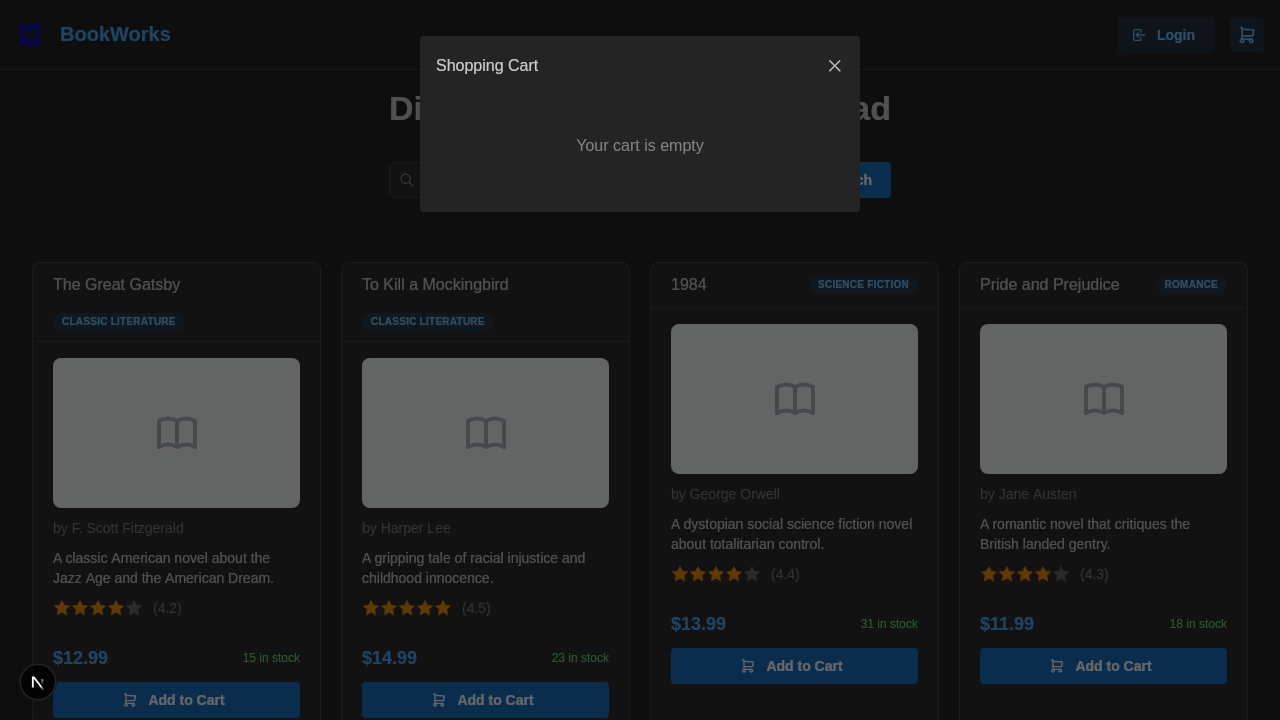 BookWorks
Login
Shopping Cart
Di
ad
Your cart is empty
ch
The Great Gatsby
CLASSIC LITERATURE
by F. Scott Fitzgerald
A classic American novel about the
Jazz Age and the American Dream.
(4.2)
$12.99
15 in stock
Add to Cart
To Kill a Mockingbird
CLASSIC LITERATURE
by Harper Lee
A gripping tale of racial injustice and
childhood innocence.
(4.5)
$14.99
23 in stock
Add to Cart
1984
SCIENCE FICTION
by George Orwell
A dystopian social science fiction novel
about totalitarian control.
(4.4)
$13.99
31 in stock
Add to Cart
Pride and Prejudice
ROMANCE
by Jane Austen
A romantic novel that critiques the
British landed gentry.
(4.3)
$11.99
18 in stock
Add to Cart